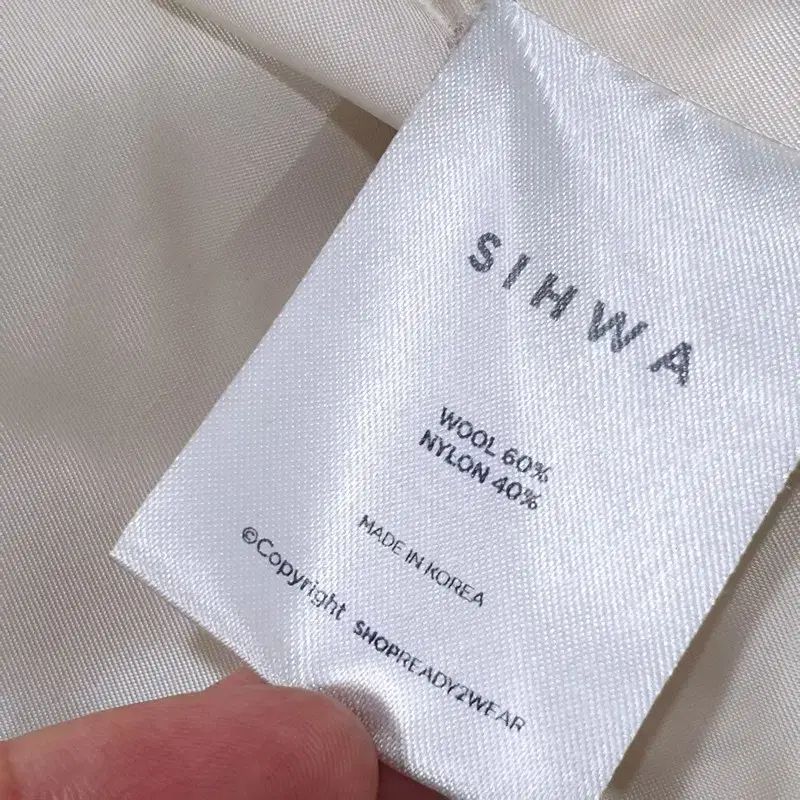 SIHWA
WOOL 60%
NYLON 40%
MADE IN KOREA
©Copyright SHOPREADY2WEAR